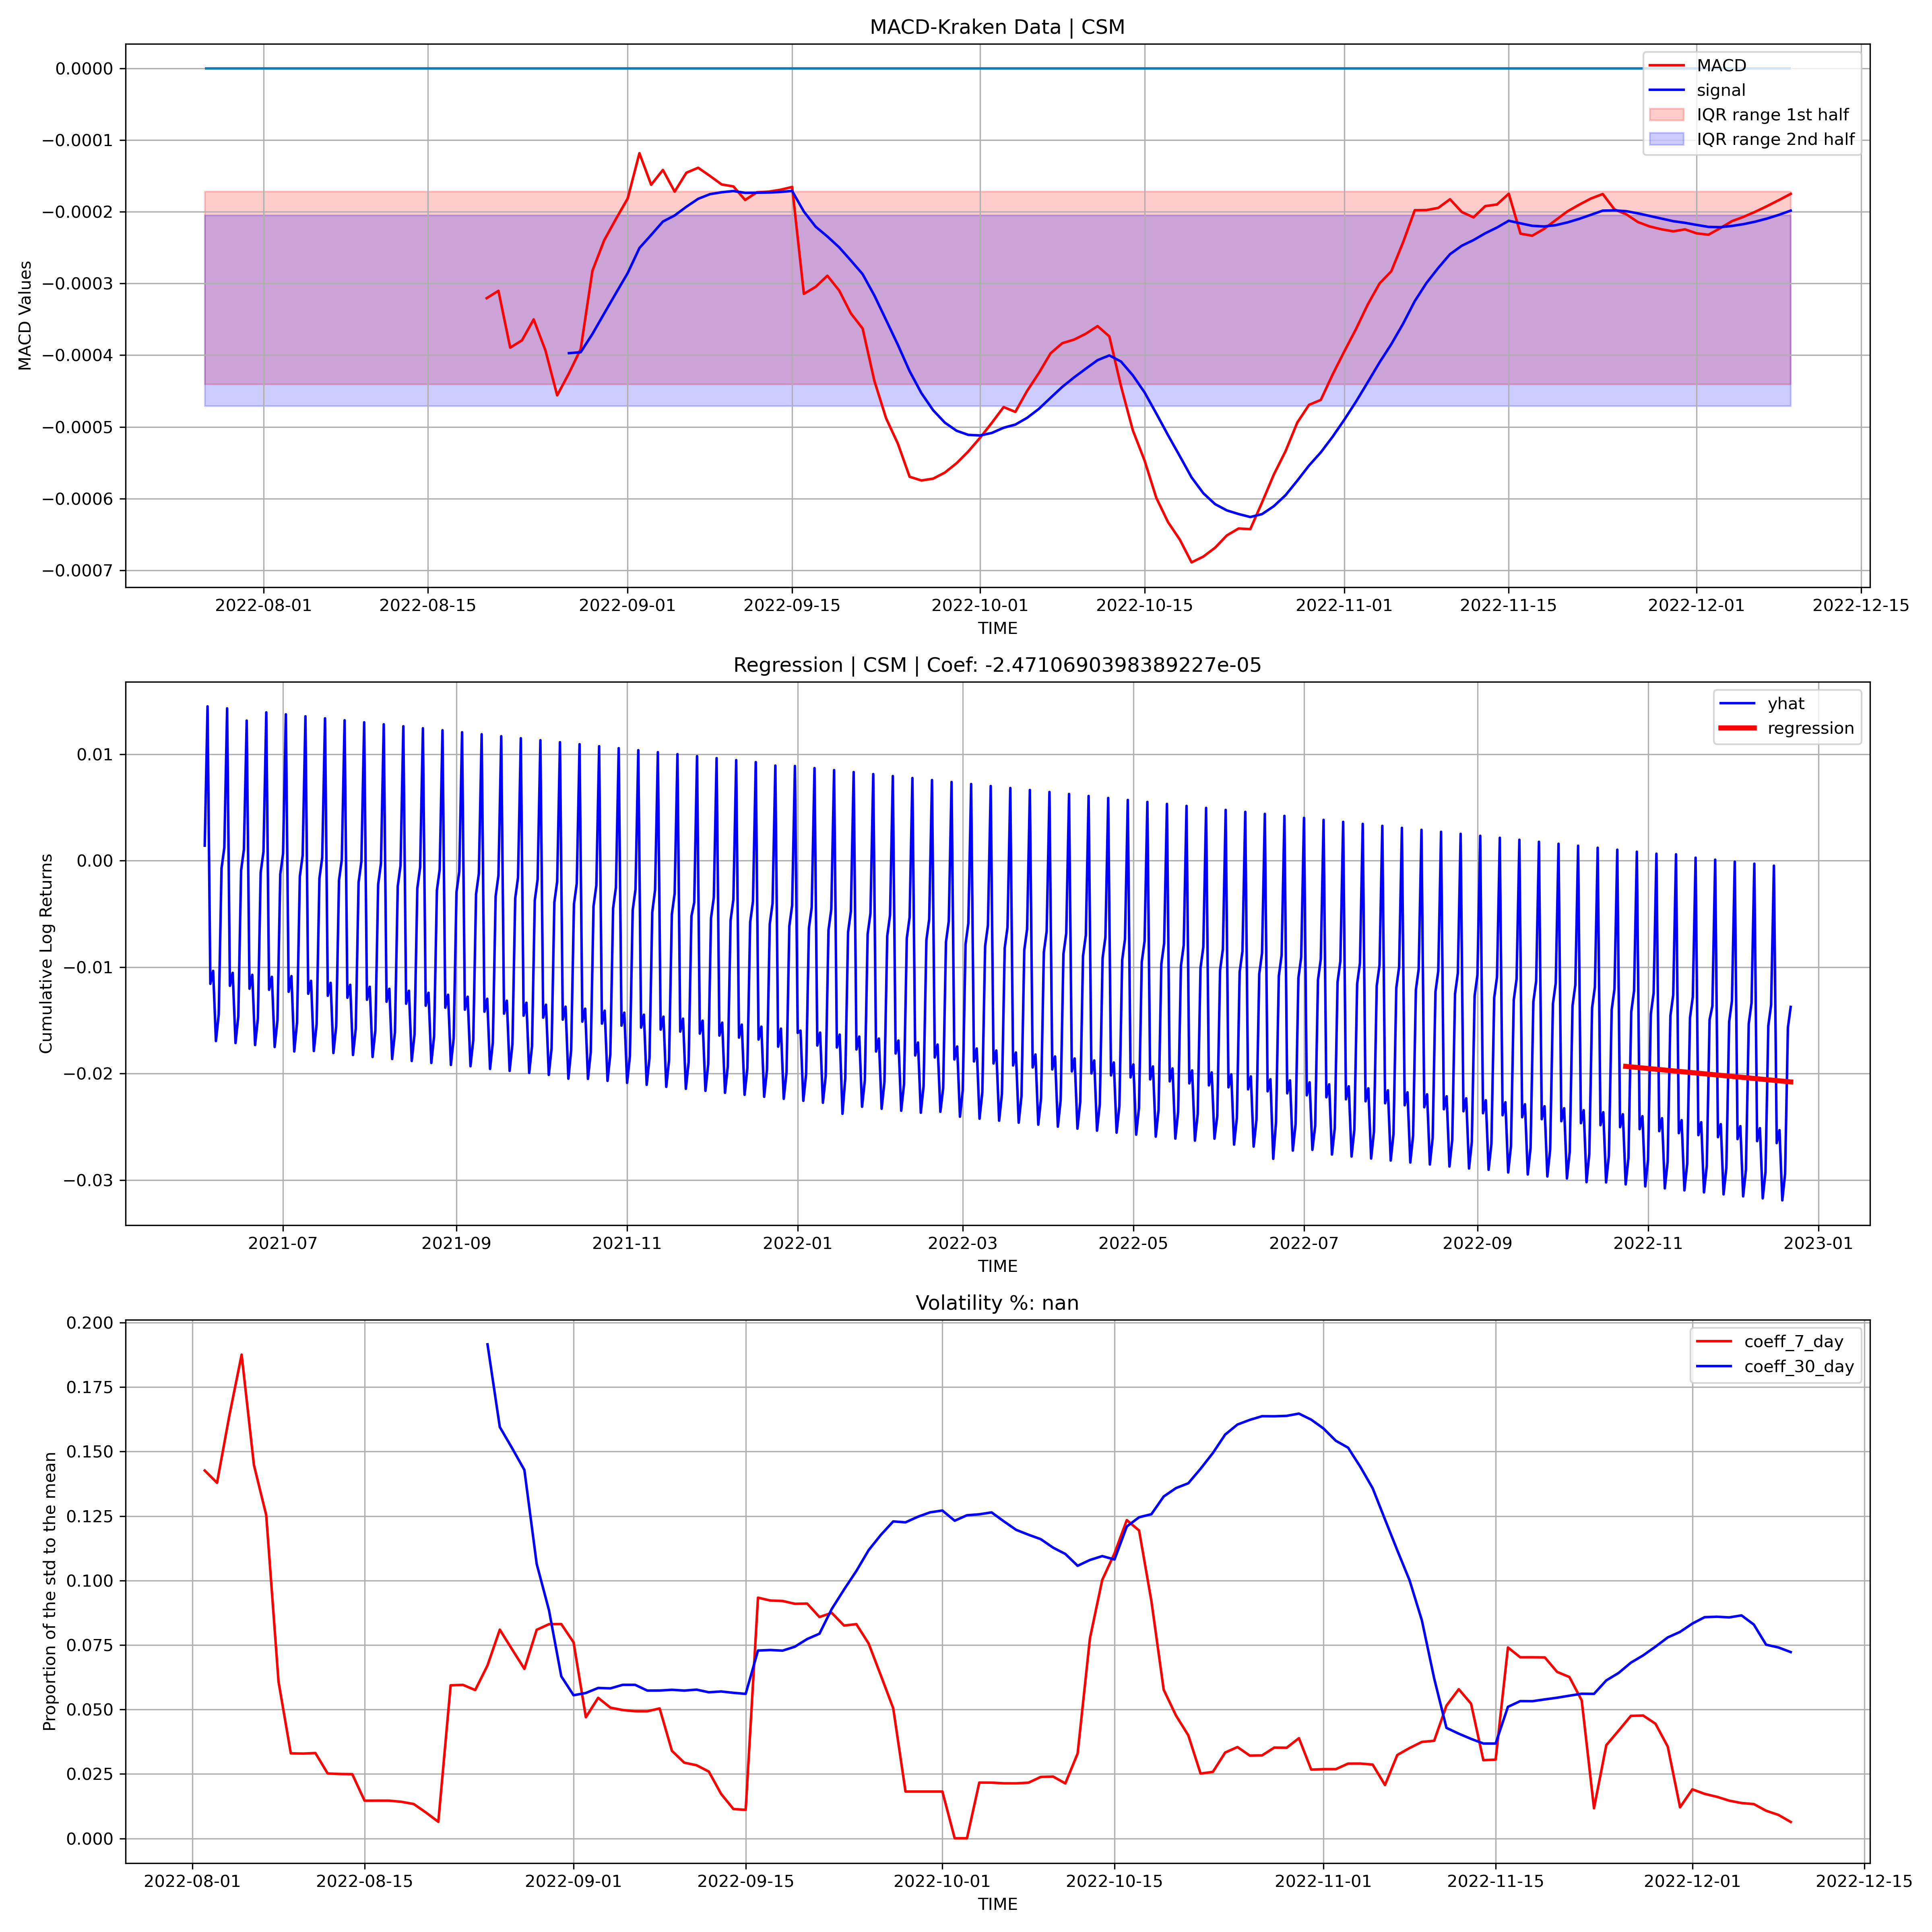 MACD-Kraken Data | CSM
0.0000
−0.0001
−0.0002
−0.0003
−0.0004
−0.0005
−0.0006
−0.0007
MACD Values
MACD
signal
IQR range 1st half
IQR range 2nd half
2022-08-01 2022-08-15 2022-09-01 2022-09-15 2022-10-01 2022-10-15 2022-11-01 2022-11-15 2022-12-01 2022-12-15
TIME
Regression | CSM | Coef: -2.4710690398389227e-05
0.01
0.00
−0.01
−0.02
−0.03
Cumulative Log Returns
yhat
regression
2021-07 2021-09 2021-11 2022-01 2022-03 2022-05 2022-07 2022-09 2022-11 2023-01
TIME
Volatility %: nan
0.200
0.175
0.150
0.125
0.100
0.075
0.050
0.025
0.000
Proportion of the std to the mean
coeff_7_day
coeff_30_day
2022-08-01 2022-08-15 2022-09-01 2022-09-15 2022-10-01 2022-10-15 2022-11-01 2022-11-15 2022-12-01 2022-12-15
TIME